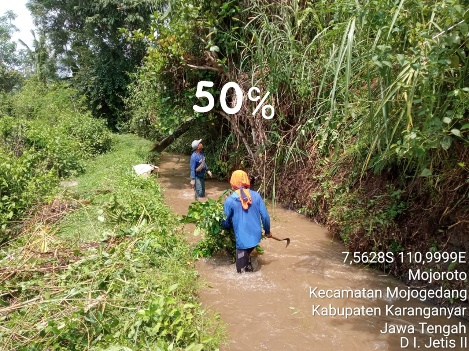 50%
7,5628S 110,9999E
Mojoroto
Kecamatan Mojogedang
Kabupaten Karanganyar
Jawa Tengah
D I. Jetis II